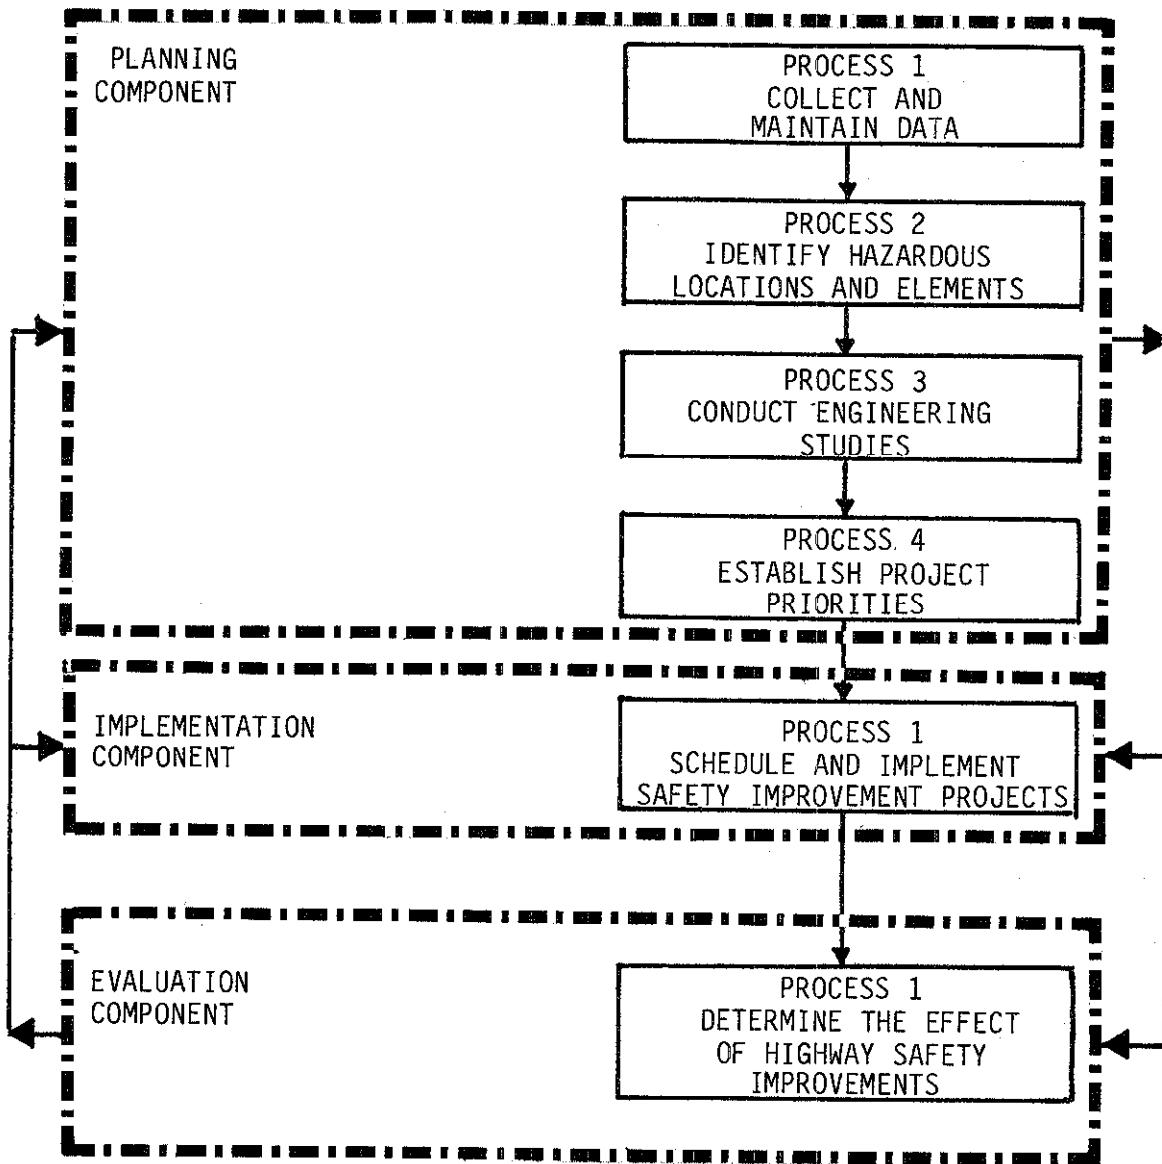 PLANNING
COMPONENT
PROCESS 1
COLLECT AND
MAINTAIN DATA
PROCESS 2
IDENTIFY HAZARDOUS
LOCATIONS AND ELEMENTS
PROCESS 3
CONDUCT ENGINEERING
STUDIES
PROCESS 4
ESTABLISH PROJECT
PRIORITIES
IMPLEMENTATION
COMPONENT
PROCESS 1
SCHEDULE AND IMPLEMENT
SAFETY IMPROVEMENT PROJECTS
EVALUATION
COMPONENT
PROCESS 1
DETERMINE THE EFFECT
OF HIGHWAY SAFETY
IMPROVEMENTS